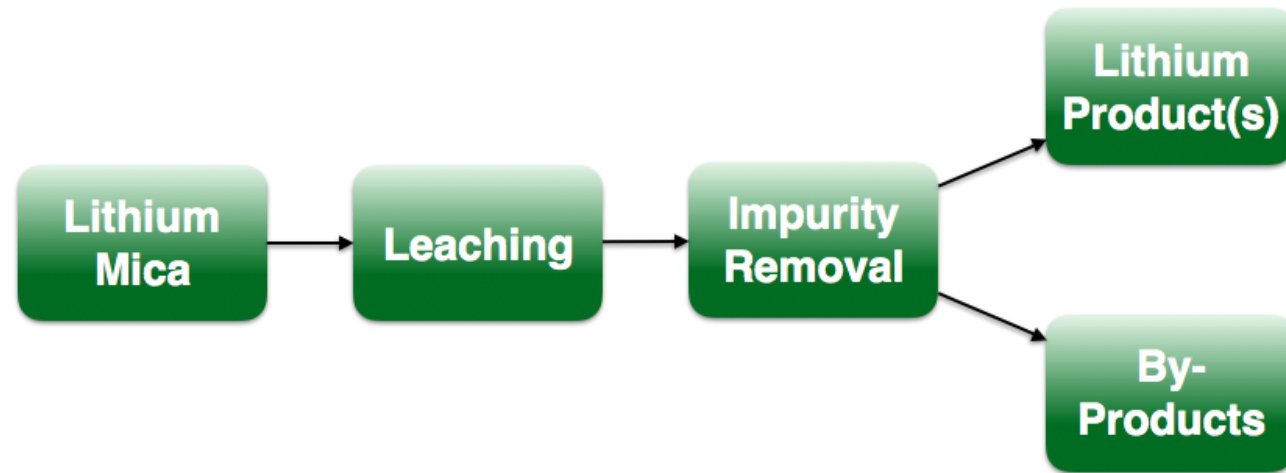 Lithium
Mica
Leaching
Impurity
Removal
Lithium
Product(s)
By-
Products